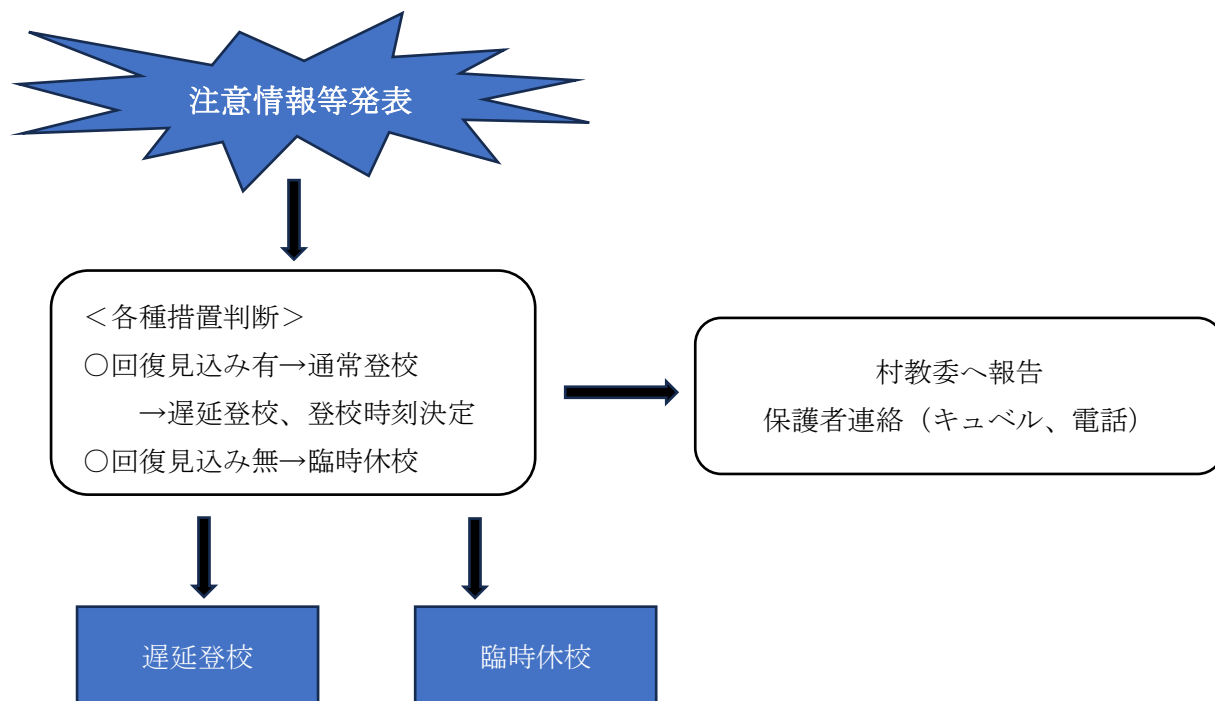 注意情報等発表
＜各種措置判断＞
○回復見込み有→通常登校
→遅延登校、登校時刻決定
○回復見込み無→臨時休校
村教委へ報告
保護者連絡（キュベル、電話）
遅延登校
臨時休校